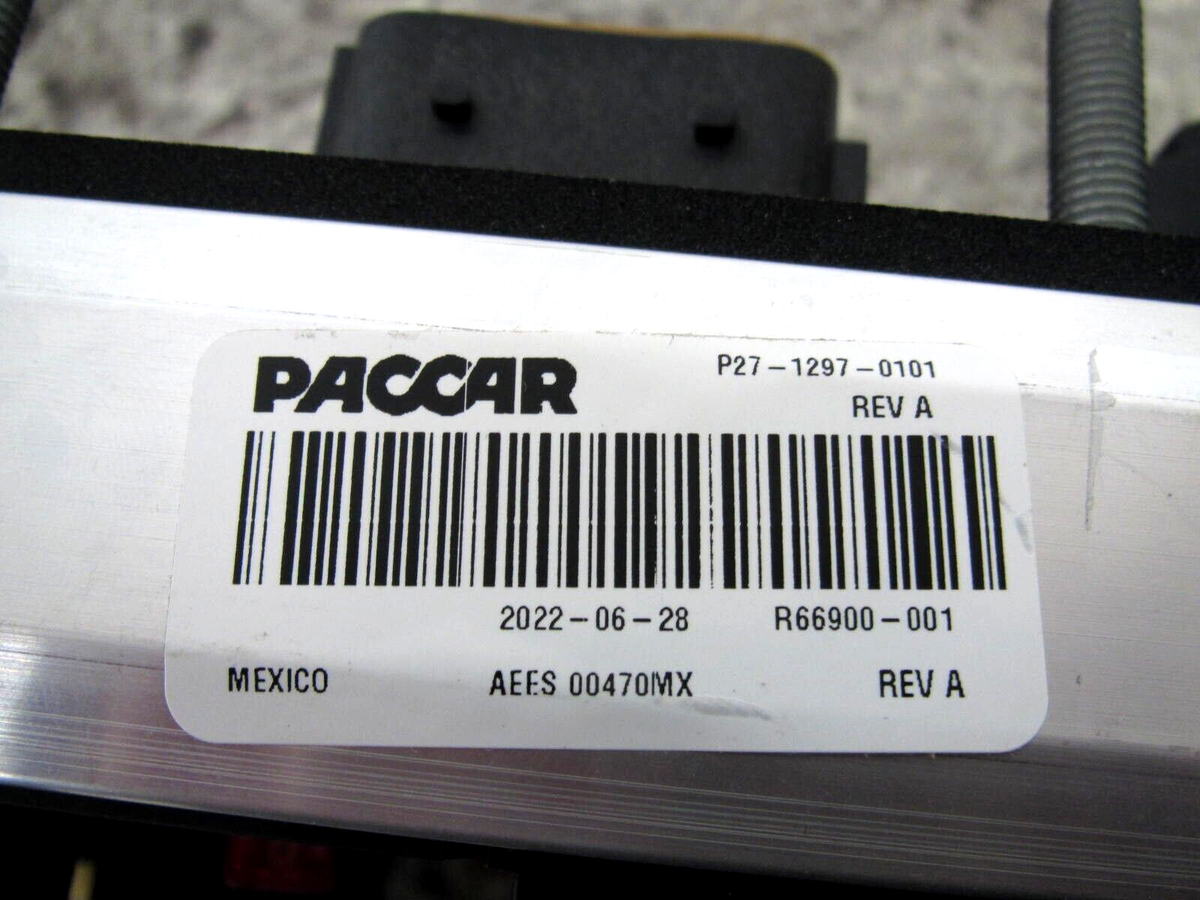 PACCAR
P27-1297-0101
REV A
2022-06-28 R66900-001
MEXICO AEES 00470MX REV A